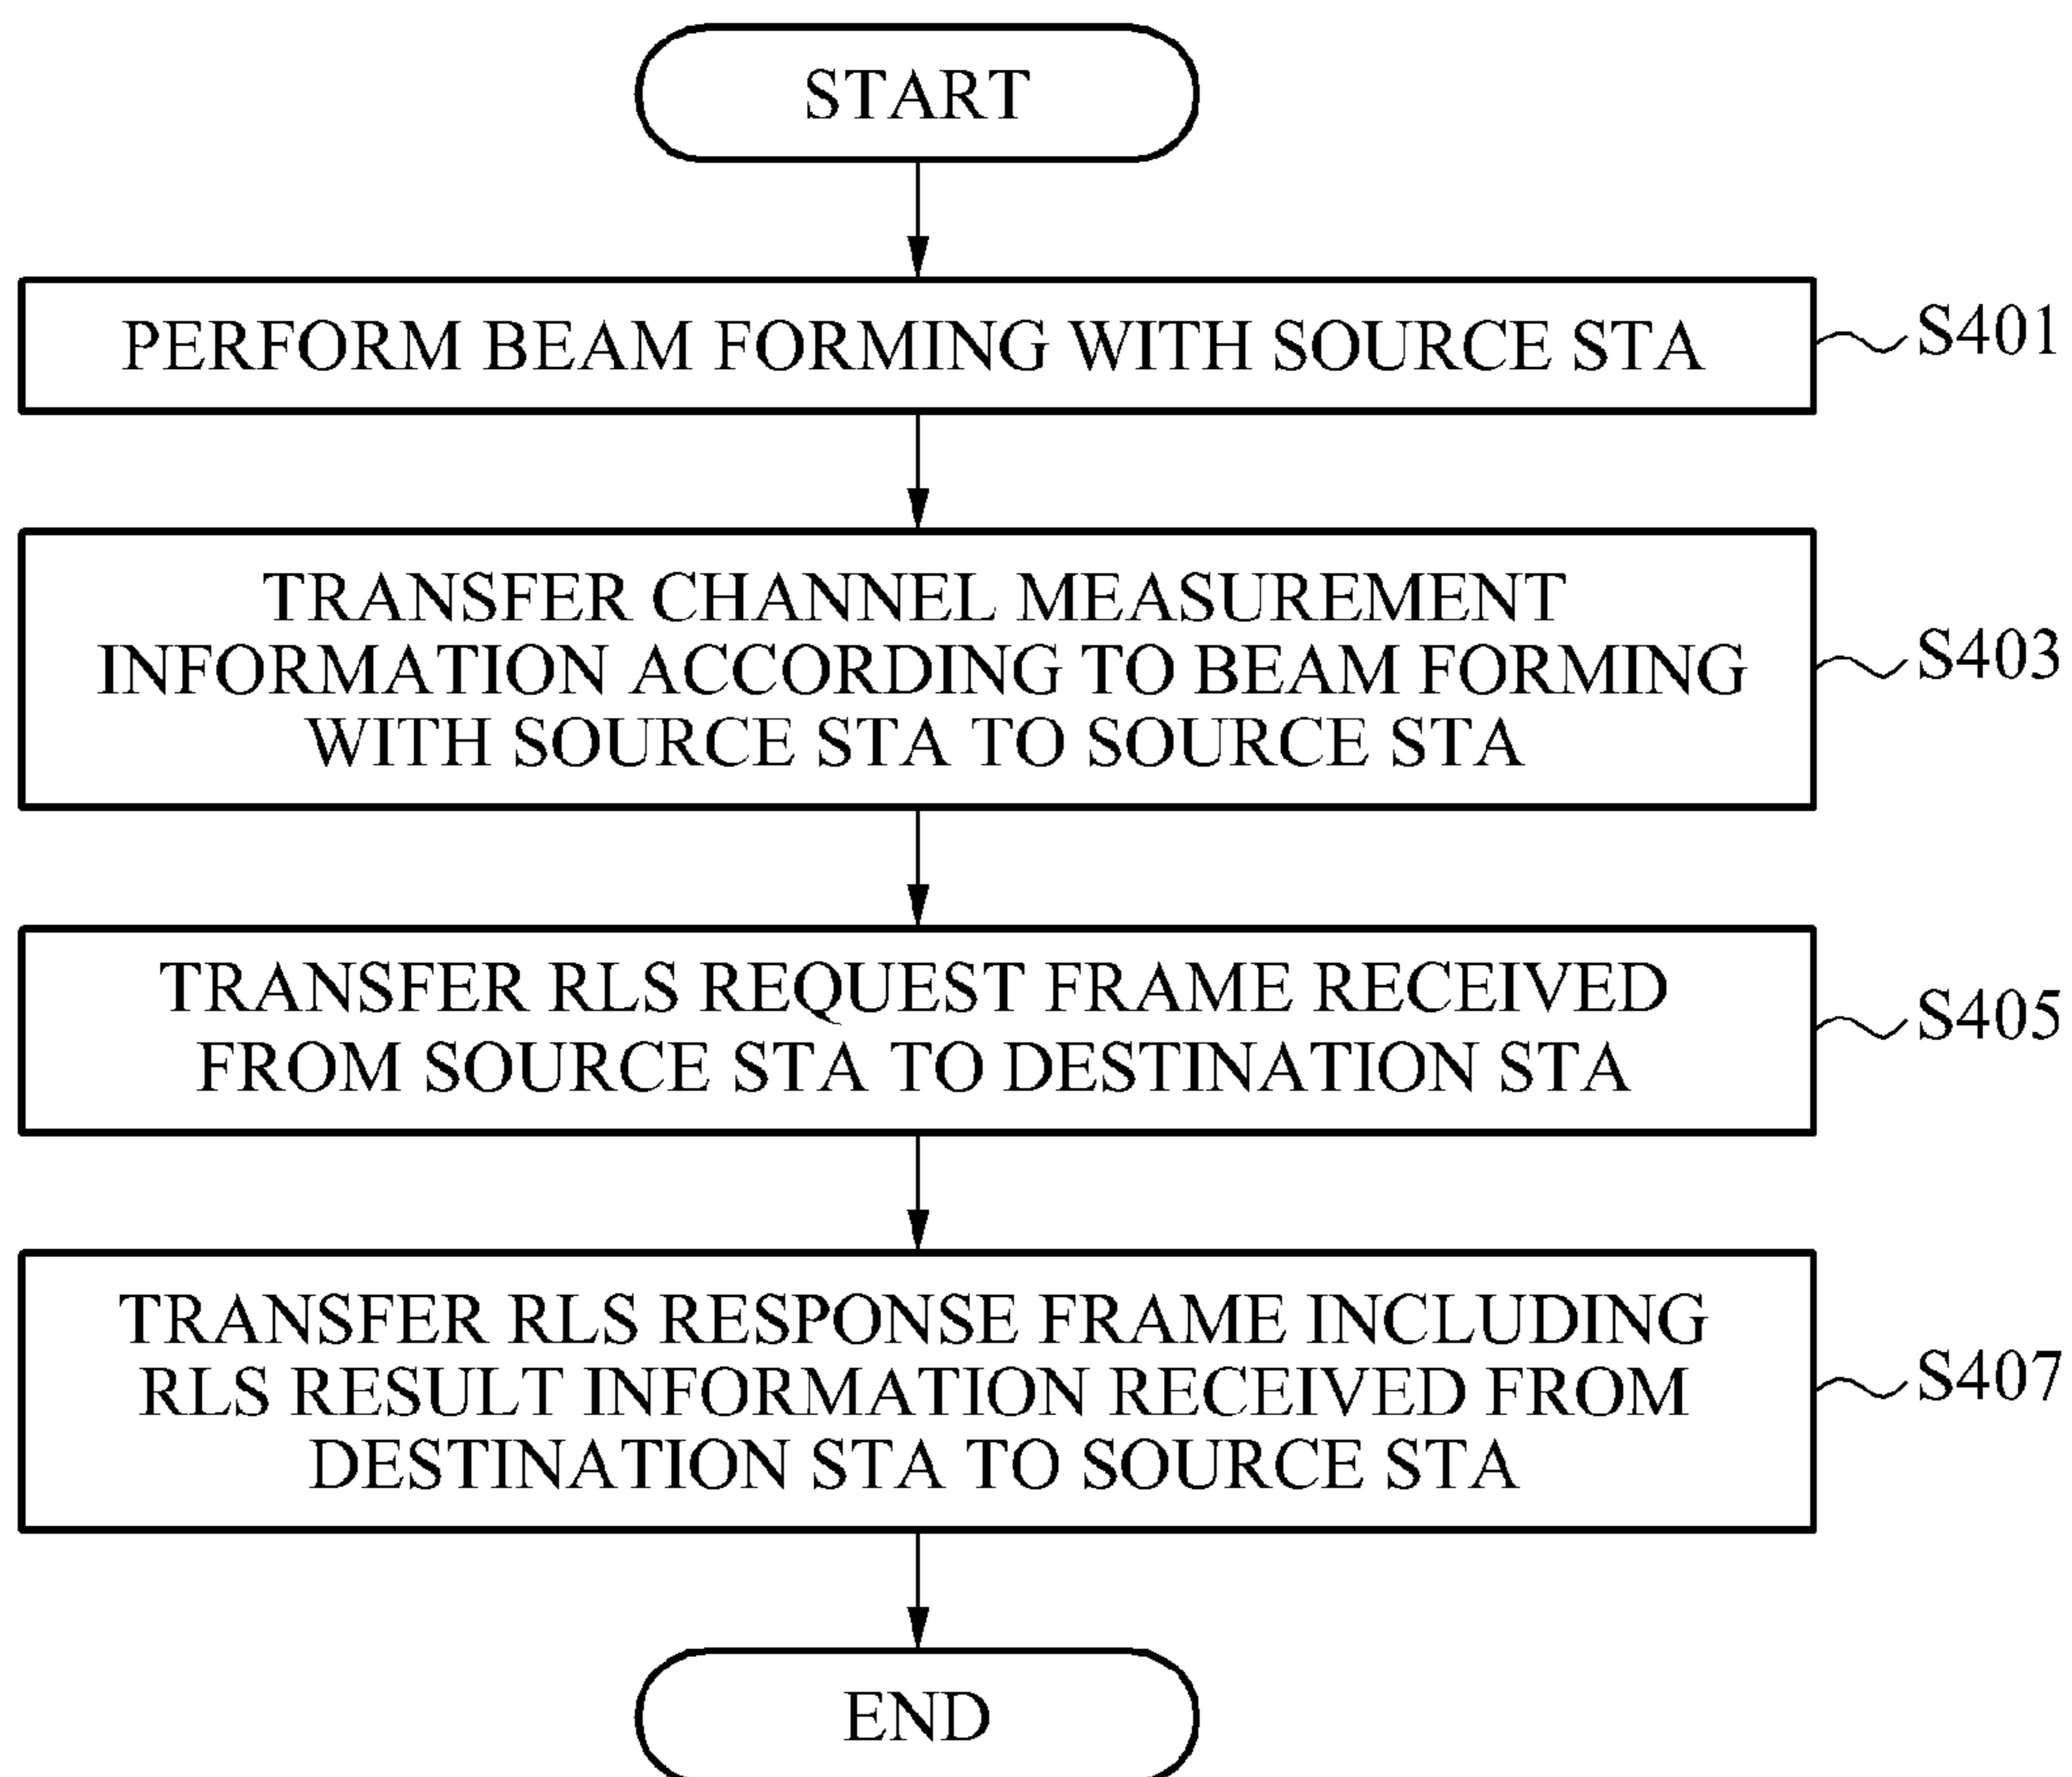 START
PERFORM BEAM FORMING WITH SOURCE STA
S401
TRANSFER CHANNEL MEASUREMENT
INFORMATION ACCORDING TO BEAM FORMING
WITH SOURCE STA TO SOURCE STA
S403
TRANSFER RLS REQUEST FRAME RECEIVED
FROM SOURCE STA TO DESTINATION STA
S405
TRANSFER RLS RESPONSE FRAME INCLUDING
RLS RESULT INFORMATION RECEIVED FROM
DESTINATION STA TO SOURCE STA
S407
END